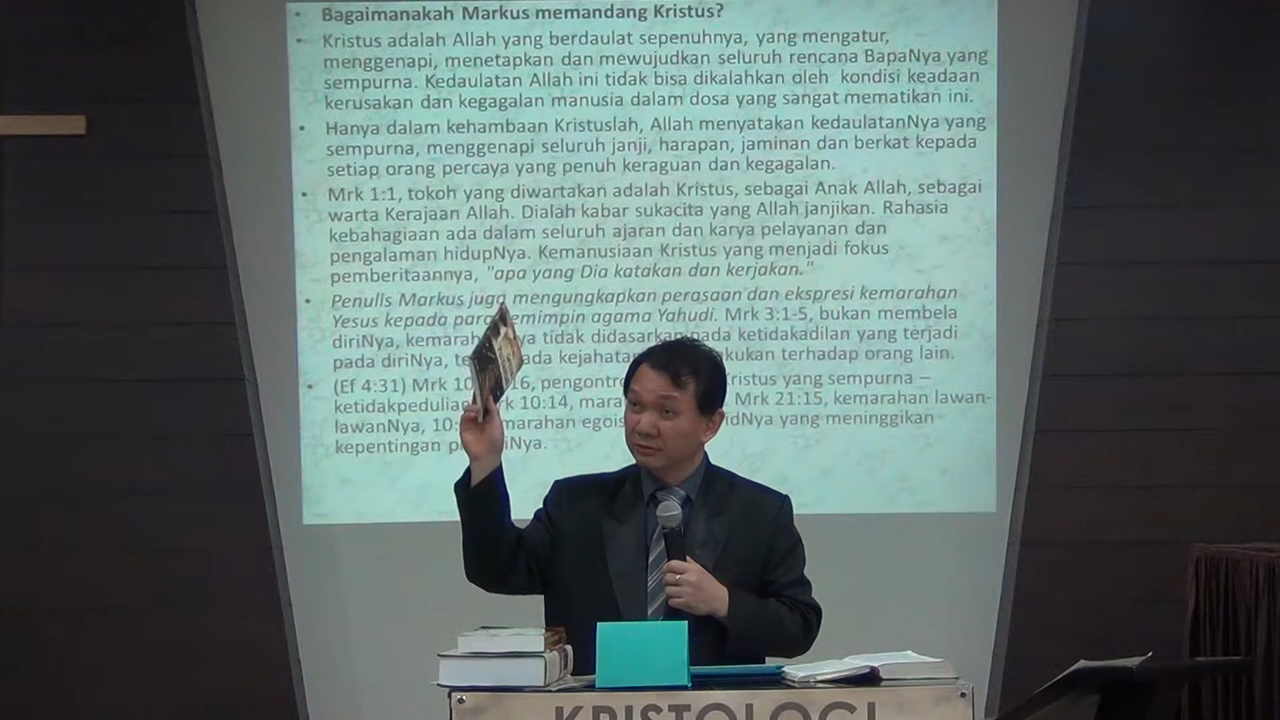 • Bagaimanakah Markus memandang Kristus?
• Kristus adalah Allah yang berdaulat sepenuhnya, yang mengatur,
menggenapi, menetapkan dan mewujudkan seluruh rencana BapaNya yang
sempurna. Kedaulatan Allah ini tidak bisa dikalahkan oleh kondisi keadaan
kerusakan dan kegagalan manusia dalam dosa yang sangat mematikan ini.
• Hanya dalam kehambaan Kristuslah, Allah menyatakan kedaulatanNya yang
sempurna, menggenapi seluruh janji, harapan, jaminan dan berkat kepada
setiap orang percaya yang penuh keraguan dan kegagalan.
• Mrk 1:1, tokoh yang diwartakan adalah Kristus, sebagai Anak Allah, sebagai
warta Kerajaan Allah. Dialah kabar sukacita yang Allah janjikan. Rahasia
kebahagiaan ada dalam seluruh ajaran dan karya pelayanan dan
pengalaman hidupNya. Kemanusiaan Kristus yang menjadi fokus
pemberitaannya, "apa yang Dia katakan dan kerjakan."
• Penulis Markus juga mengungkapkan perasaan dan ekspresi kemarahan
Yesus kepada para emimpin agama Yahudi. Mrk 3:1-5, bukan membela
diriNya, kemarah ya tidak didasarkan pada ketidakadilan yang terjadi
pada diriNya, te ada kejahata kukan terhadap orang lain.
• (Ef 4:31) Mrk 10 16, pengontro Kristus yang sempurna –
ketidakpedulian rk 10:14, mara Mrk 21:15, kemarahan lawan-
lawanNya, 10: marahan egois ridNya yang meninggikan
kepentingan p iNya.
KRISTOLOGI